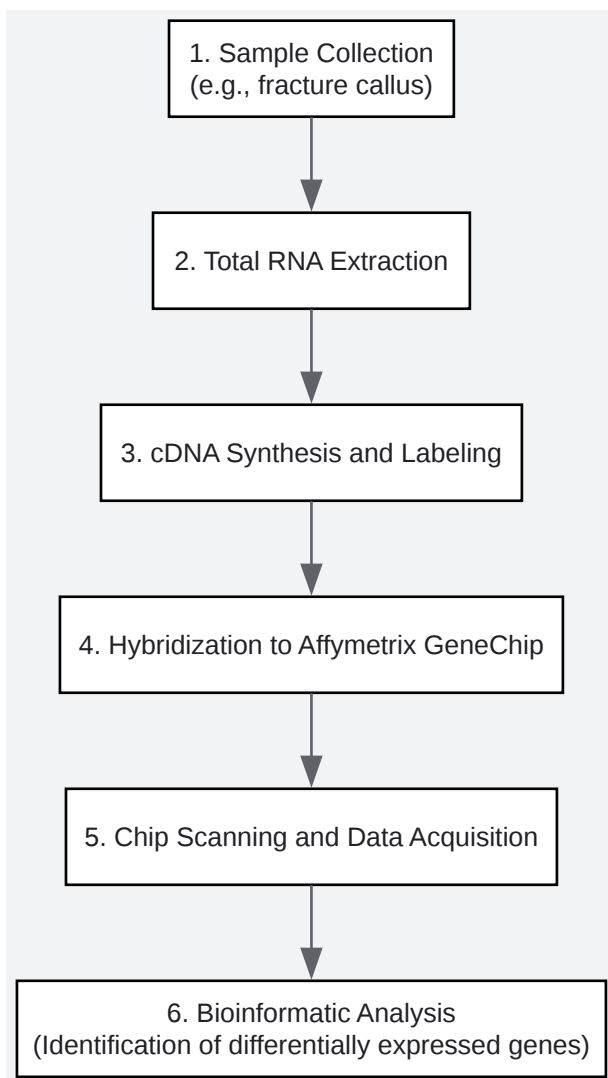 1. Sample Collection
(e.g., fracture callus)
2. Total RNA Extraction
3. cDNA Synthesis and Labeling
4. Hybridization to Affymetrix GeneChip
5. Chip Scanning and Data Acquisition
6. Bioinformatic Analysis
(Identification of differentially expressed genes)